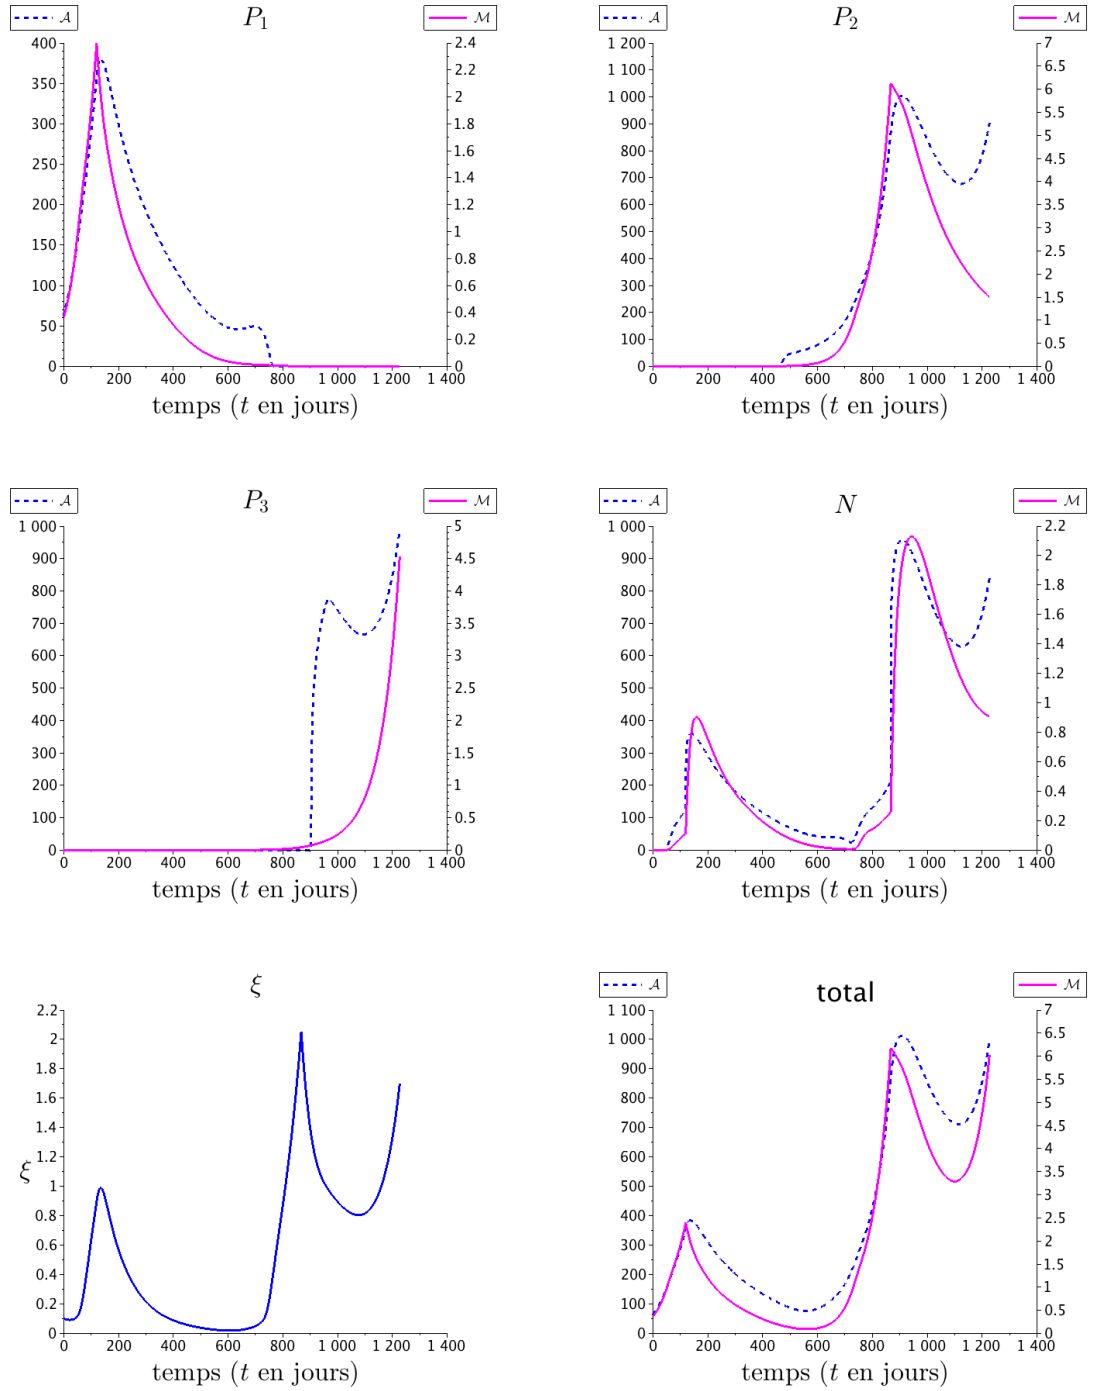 𝒜 P₁ ℳ
400 2.4
350 2.2
300 2
250 1.8
200 1.6
150 1.4
100 1.2
50 1
0 0.8
0.6
0.4
0.2
0
0 200 400 600 800 1 000 1 200 1 400
temps (t en jours)
𝒜 P₂ ℳ
1 200 7
1 100 6.5
1 000 6
900 5.5
800 5
700 4.5
600 4
500 3.5
400 3
300 2.5
200 2
100 1.5
0 1
0.5
0
0 200 400 600 800 1 000 1 200 1 400
temps (t en jours)
𝒜 P₃ ℳ
1 000 5
900 4.5
800 4
700 3.5
600 3
500 2.5
400 2
300 1.5
200 1
100 0.5
0 0
0 200 400 600 800 1 000 1 200 1 400
temps (t en jours)
𝒜 N ℳ
1 000 2.2
900 2
800 1.8
700 1.6
600 1.4
500 1.2
400 1
300 0.8
200 0.6
100 0.4
0 0.2
0
0 200 400 600 800 1 000 1 200 1 400
temps (t en jours)
ξ
2.2
2
1.8
1.6
1.4
1.2
ξ
1
0.8
0.6
0.4
0.2
0
0 200 400 600 800 1 000 1 200 1 400
temps (t en jours)
𝒜 total ℳ
1 100 7
1 000 6.5
900 6
800 5.5
700 5
600 4.5
500 4
400 3.5
300 3
200 2.5
100 2
0 1.5
1
0.5
0
0 200 400 600 800 1 000 1 200 1 400
temps (t en jours)